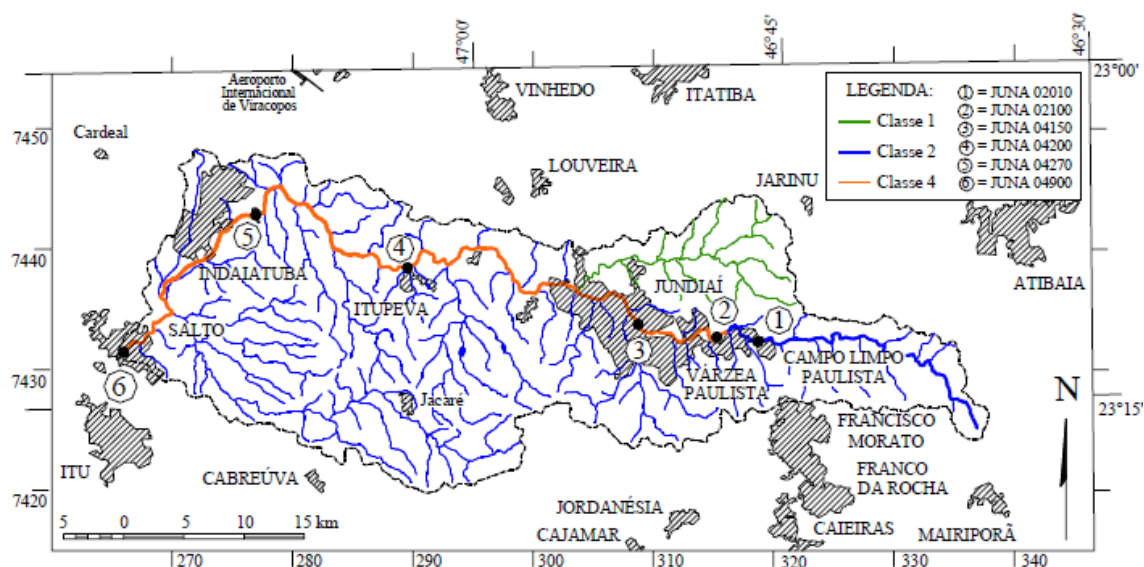 47°00'
46°45'
46°30'
Aeroporto
Internacional
de Viracopos
VINHEDO
ITATIBA
23°00'
LEGENDA:
Classe 1
Classe 2
Classe 4
1 = JUNA 02010
2 = JUNA 02100
3 = JUNA 04150
4 = JUNA 04200
5 = JUNA 04270
6 = JUNA 04900
7450
Cardeal
LOUVEIRA
JARINU
7440
5
4
INDAIATUBA
ITUPEVA
JUNDIAÍ
ATIBAIA
SALTO
2
1
3
CAMPO LIMPO
PAULISTA
VÁRZEA
PAULISTA
6
7430
Jacaré
N
23°15'
FRANCISCO
MORATO
ITU
CABREÚVA
FRANCO
DA ROCHA
7420
JORDANÉSIA
CAJAMAR
CAIEIRAS
MAIRIPORÃ
5 0 5 10 15 km
270 280 290 300 310 320 330 340